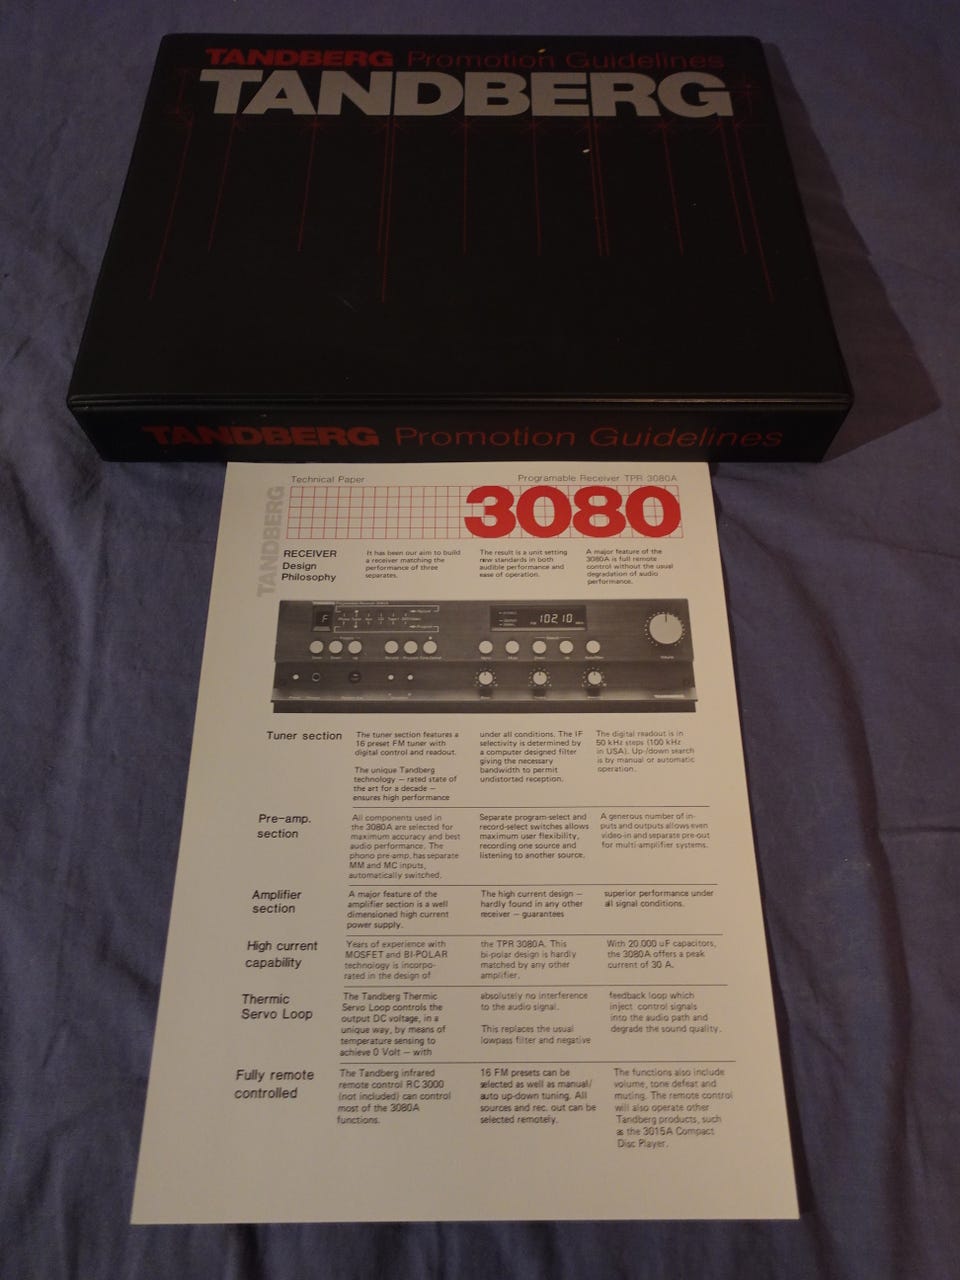 TANDBERG Promotion Guidelines
TANDBERG
TANDBERG Promotion Guidelines
Technical Paper
Programable Receiver TPR 3080A
TANDBERG
3080
RECEIVER
Design
Philosophy
It has been our aim to build
a receiver matching the
performance of three
separates.
The result is a unit setting
new standards in both
audible performance and
ease of operation.
A major feature of the
3080A is full remote
control without the usual
degradation of audio
performance.
F
10210
Volume
Tuner section
The tuner section features a
16 preset FM tuner with
digital control and readout.
The unique Tandberg
technology – rated state of
the art for a decade –
ensures high performance
under all conditions. The IF
selectivity is determined by
a computer designed filter
giving the necessary
bandwidth to permit
undistorted reception.
The digital readout is in
50 kHz steps (100 kHz
in USA). Up-/down search
is by manual or automatic
operation.
Pre-amp.
section
All components used in
the 3080A are selected for
maximum accuracy and best
audio performance. The
phono pre-amp. has separate
MM and MC inputs,
automatically switched.
Separate program-select and
record-select switches allows
maximum user flexibility,
recording one source and
listening to another source.
A generous number of in-
puts and outputs allows even
video-in and separate pre-out
for multi-amplifier systems.
Amplifier
section
A major feature of the
amplifier section is a well
dimensioned high current
power supply.
The high current design –
hardly found in any other
receiver – guarantees
superior performance under
all signal conditions.
High current
capability
Years of experience with
MOSFET and BI-POLAR
technology is incorpo-
rated in the design of
the TPR 3080A. This
bi-polar design is hardly
matched by any other
amplifier.
With 20.000 uF capacitors,
the 3080A offers a peak
current of 30 A.
Thermic
Servo Loop
The Tandberg Thermic
Servo Loop controls the
output DC voltage, in a
unique way, by means of
temperature sensing to
achieve 0 Volt – with
absolutely no interference
to the audio signal.
This replaces the usual
lowpass filter and negative
feedback loop which
inject control signals
into the audio path and
degrade the sound quality.
Fully remote
controlled
The Tandberg infrared
remote control RC 3000
(not included) can control
most of the 3080A
functions.
16 FM presets can be
selected as well as manual/
auto up-down tuning. All
sources and rec. out can be
selected remotely.
The functions also include
volume, tone defeat and
muting. The remote control
will also operate other
Tandberg products, such
as the 3015A Compact
Disc Player.